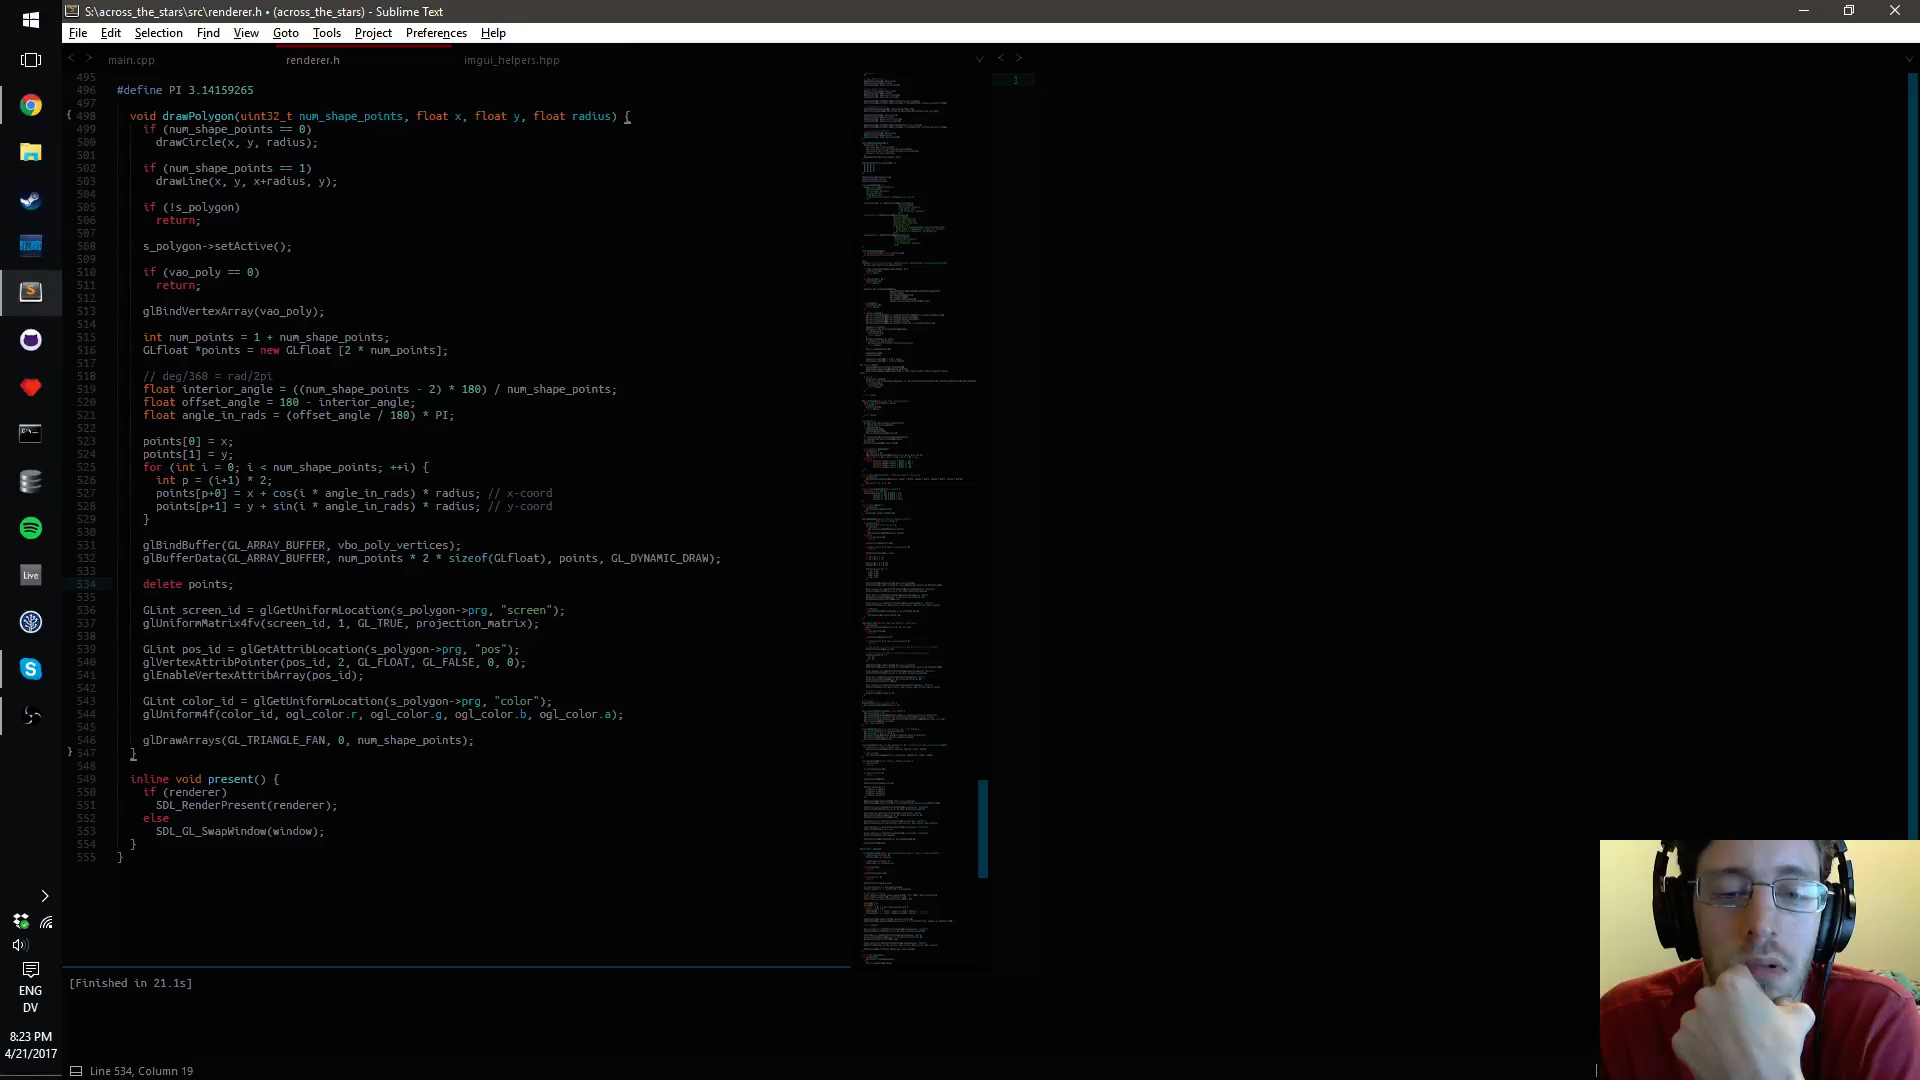 S:\across_the_stars\src\renderer.h • (across_the_stars) - Sublime Text
File Edit Selection Find View Goto Tools Project Preferences Help
main.cpp renderer.h imgui_helpers.hpp
495
496 #define PI 3.14159265
497
498 void drawPolygon(uint32_t num_shape_points, float x, float y, float radius) {
499 if (num_shape_points == 0)
500 drawCircle(x, y, radius);
501
502 if (num_shape_points == 1)
503 drawLine(x, y, x+radius, y);
504
505 if (!s_polygon)
506 return;
507
508 s_polygon->setActive();
509
510 if (vao_poly == 0)
511 return;
512
513 glBindVertexArray(vao_poly);
514
515 int num_points = 1 + num_shape_points;
516 GLfloat *points = new GLfloat [2 * num_points];
517
518 // deg/360 = rad/2pi
519 float interior_angle = ((num_shape_points - 2) * 180) / num_shape_points;
520 float offset_angle = 180 - interior_angle;
521 float angle_in_rads = (offset_angle / 180) * PI;
522
523 points[0] = x;
524 points[1] = y;
525 for (int i = 0; i < num_shape_points; ++i) {
526 int p = (i+1) * 2;
527 points[p+0] = x + cos(i * angle_in_rads) * radius; // x-coord
528 points[p+1] = y + sin(i * angle_in_rads) * radius; // y-coord
529 }
530
531 glBindBuffer(GL_ARRAY_BUFFER, vbo_poly_vertices);
532 glBufferData(GL_ARRAY_BUFFER, num_points * 2 * sizeof(GLfloat), points, GL_DYNAMIC_DRAW);
533
534 delete points;
535
536 GLint screen_id = glGetUniformLocation(s_polygon->prg, "screen");
537 glUniformMatrix4fv(screen_id, 1, GL_TRUE, projection_matrix);
538
539 GLint pos_id = glGetAttribLocation(s_polygon->prg, "pos");
540 glVertexAttribPointer(pos_id, 2, GL_FLOAT, GL_FALSE, 0, 0);
541 glEnableVertexAttribArray(pos_id);
542
543 GLint color_id = glGetUniformLocation(s_polygon->prg, "color");
544 glUniform4f(color_id, ogl_color.r, ogl_color.g, ogl_color.b, ogl_color.a);
545
546 glDrawArrays(GL_TRIANGLE_FAN, 0, num_shape_points);
547 }
548
549 inline void present() {
550 if (renderer)
551 SDL_RenderPresent(renderer);
552 else
553 SDL_GL_SwapWindow(window);
554 }
555 }
1
[Finished in 21.1s]
Live
ENG
DV
8:23 PM
4/21/2017
Line 534, Column 19